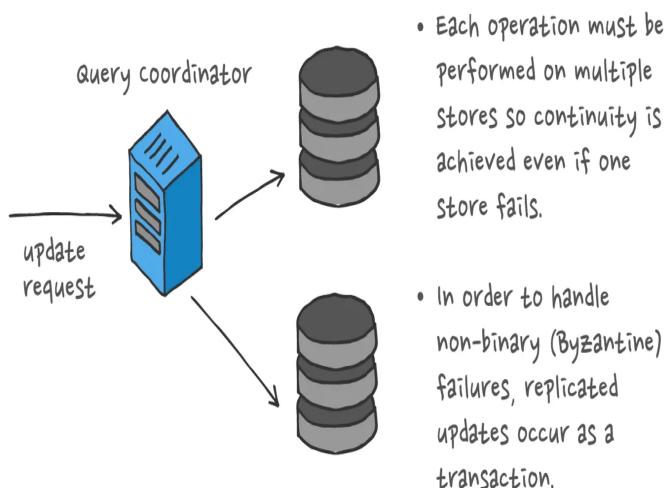 Query coordinator
update
request
• Each operation must be
performed on multiple
stores so continuity is
achieved even if one
store fails.
• In order to handle
non-binary (Byzantine)
failures, replicated
updates occur as a
transaction.